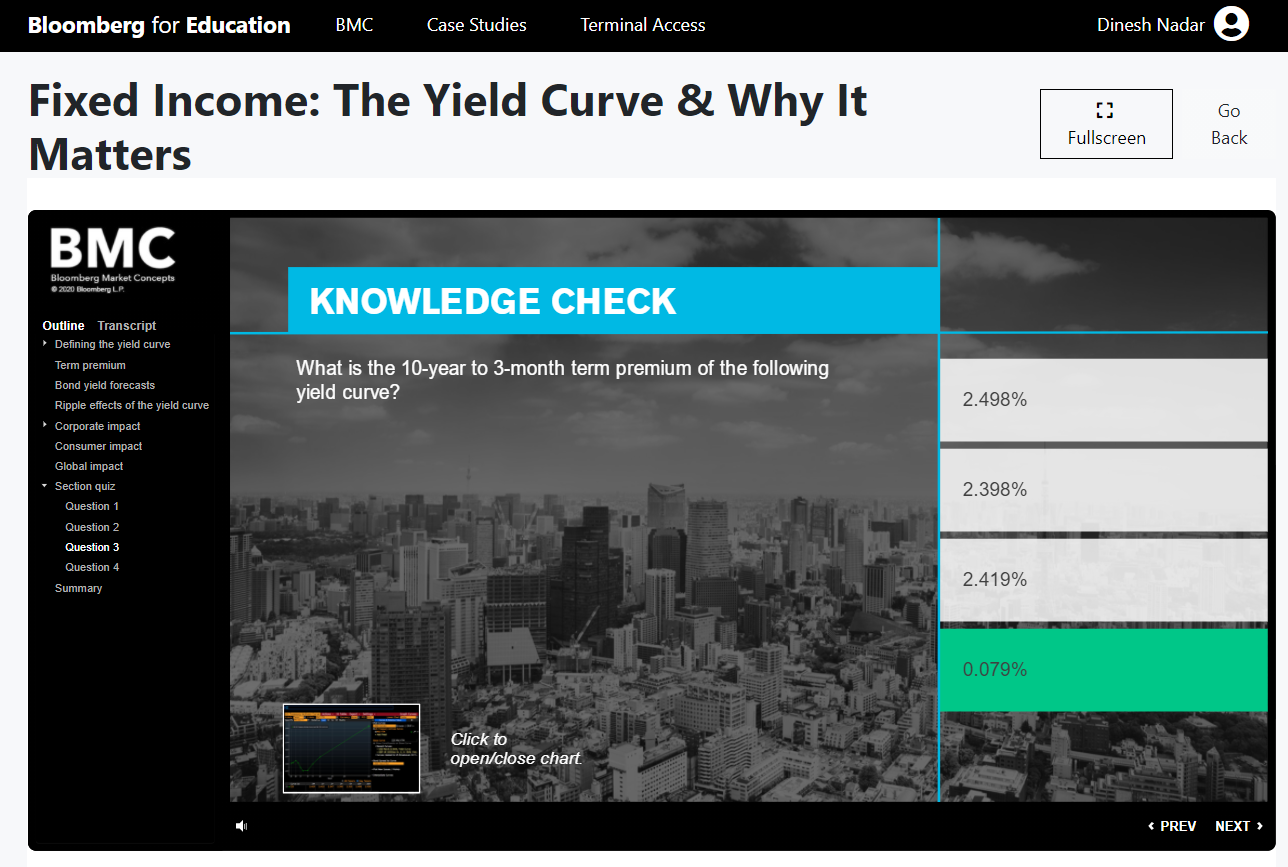 Bloomberg for Education BMC Case Studies Terminal Access Dinesh Nadar
Fixed Income: The Yield Curve & Why It
Matters
Fullscreen
Go
Back
BMC
Bloomberg Market Concepts
© 2020 Bloomberg L.P.
Outline Transcript
Defining the yield curve
Term premium
Bond yield forecasts
Ripple effects of the yield curve
Corporate impact
Consumer impact
Global impact
Section quiz
Question 1
Question 2
Question 3
Question 4
Summary
KNOWLEDGE CHECK
What is the 10-year to 3-month term premium of the following
yield curve?
2.498%
2.398%
2.419%
0.079%
Click to
open/close chart.
PREV NEXT